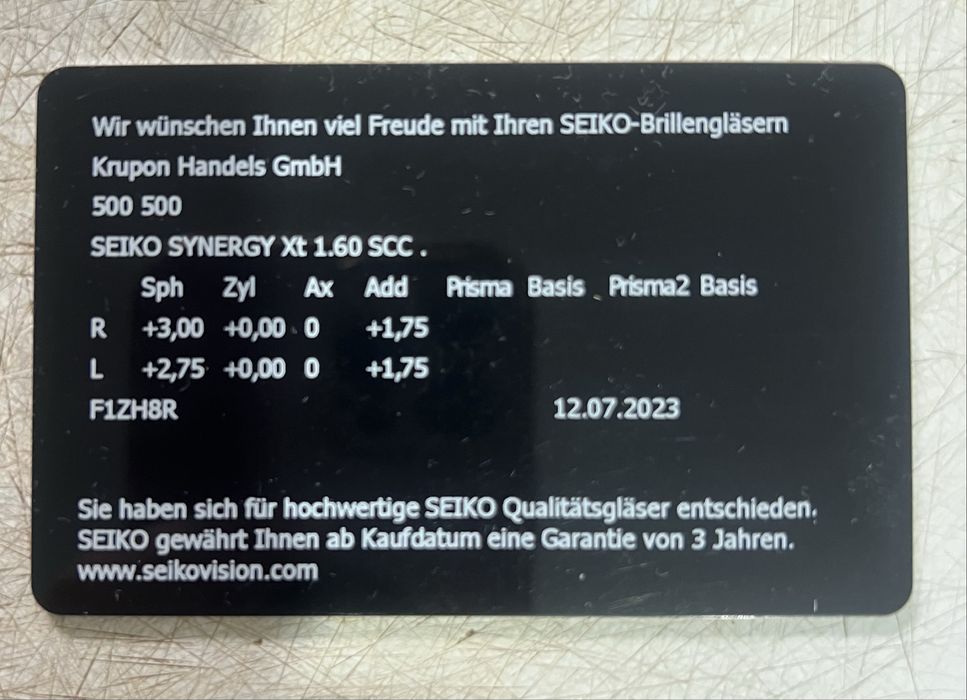 Wir wünschen Ihnen viel Freude mit Ihren SEIKO-Brillengläsern
Krupon Handels GmbH
500 500
SEIKO SYNERGY Xt 1.60 SCC .
Sph Zyl Ax Add Prisma Basis Prisma2 Basis
R +3,00 +0,00 0 +1,75
L +2,75 +0,00 0 +1,75
F1ZH8R 12.07.2023
Sie haben sich für hochwertige SEIKO Qualitätsgläser entschieden.
SEIKO gewährt Ihnen ab Kaufdatum eine Garantie von 3 Jahren.
www.seikovision.com